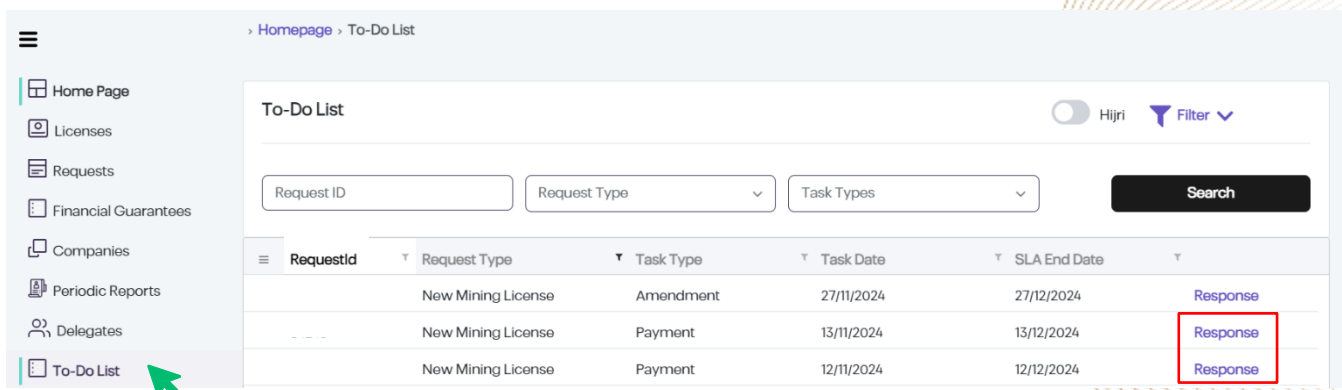 › Homepage › To-Do List
Home Page
Licenses
Requests
Financial Guarantees
Companies
Periodic Reports
Delegates
To-Do List
To-Do List Hijri Filter
Request ID Request Type Task Types Search
RequestId Request Type Task Type Task Date SLA End Date
New Mining License Amendment 27/11/2024 27/12/2024 Response
New Mining License Payment 13/11/2024 13/12/2024 Response
New Mining License Payment 12/11/2024 12/12/2024 Response